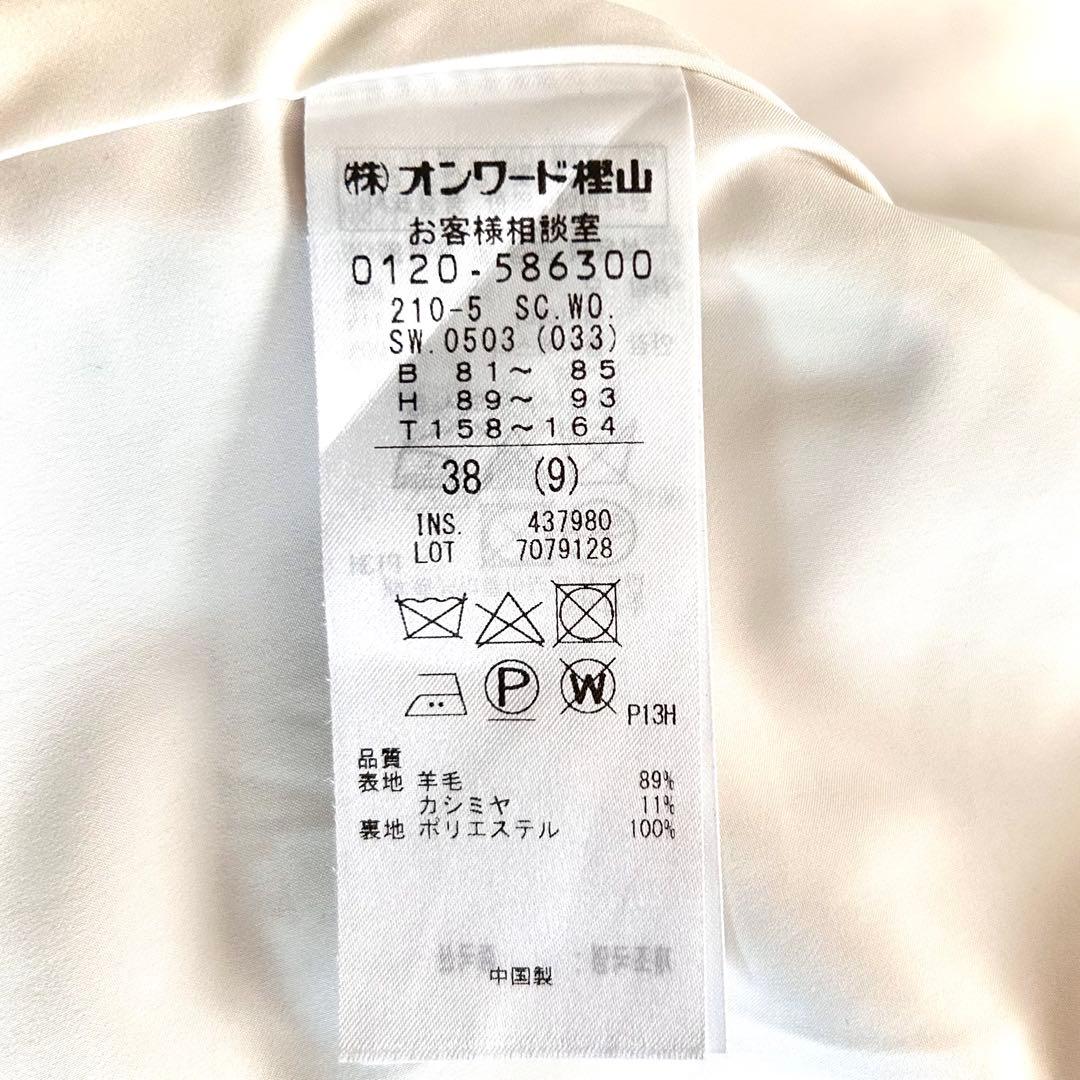 ㈱オンワード樫山
お客様相談室
0120-586300
210-5 SC.WO.
SW.0503 (033)
B 81～ 85
H 89～ 93
T158～164
38 (9)
INS. 437980
LOT 7079128
P W
P13H
品質
表地 羊毛 89%
カシミヤ 11%
裏地 ポリエステル 100%
中国製